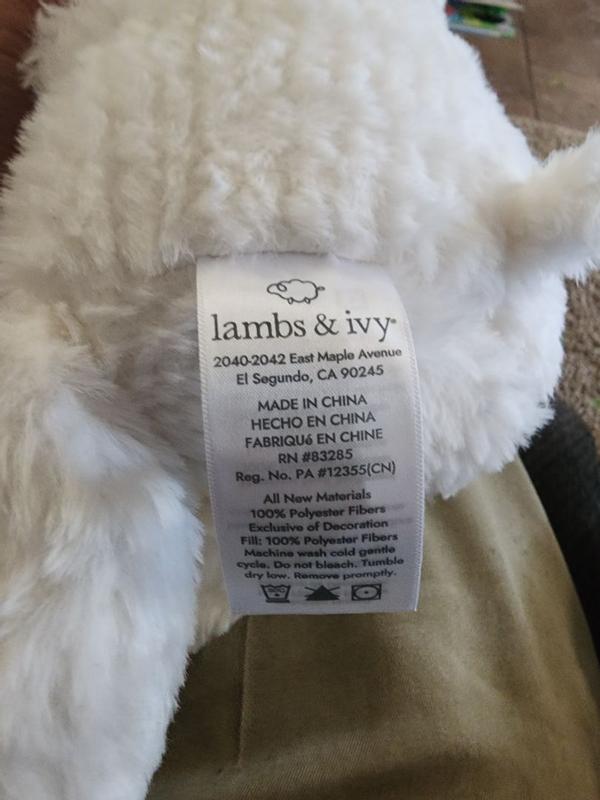 lambs & ivy®
2040-2042 East Maple Avenue
El Segundo, CA 90245
MADE IN CHINA
HECHO EN CHINA
FABRIQUé EN CHINE
RN #83285
Reg. No. PA #12355(CN)
All New Materials
100% Polyester Fibers
Exclusive of Decoration
Fill: 100% Polyester Fibers
Machine wash cold gentle
cycle. Do not bleach. Tumble
dry low. Remove promptly.